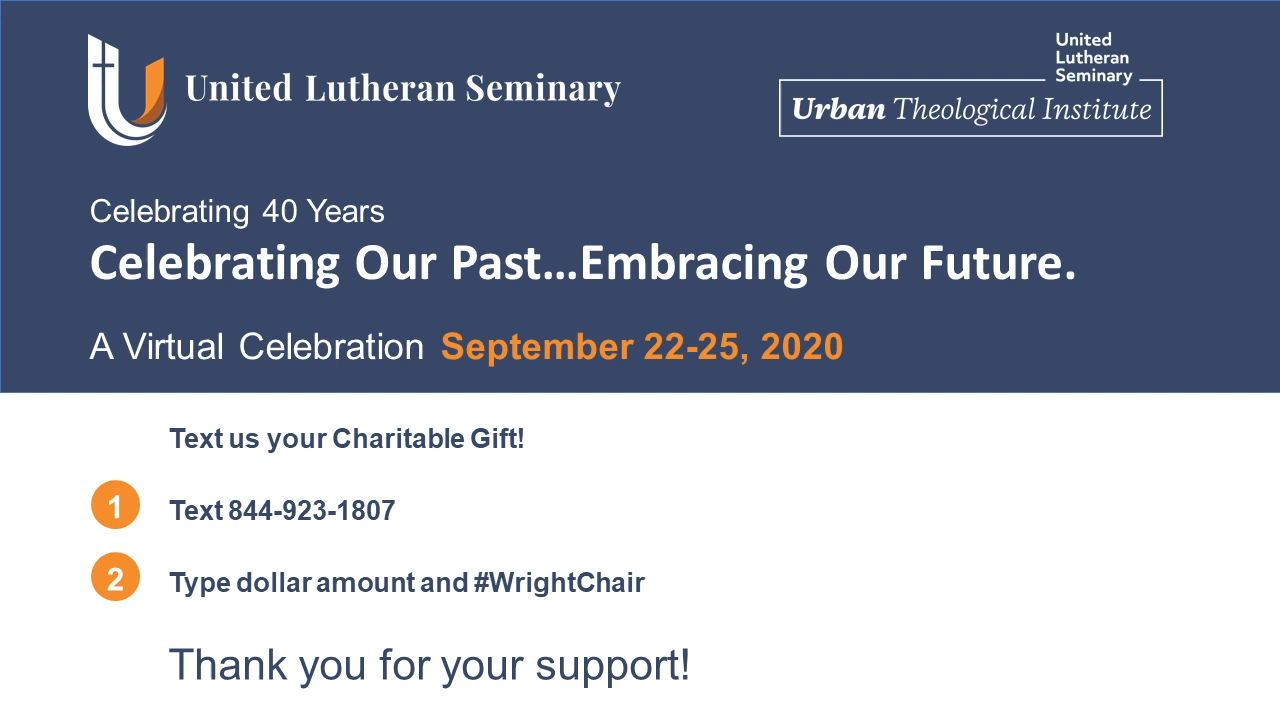 United Lutheran Seminary
United
Lutheran
Seminary
Urban Theological Institute
Celebrating 40 Years
Celebrating Our Past...Embracing Our Future.
A Virtual Celebration September 22-25, 2020
Text us your Charitable Gift!
1 Text 844-923-1807
2 Type dollar amount and #WrightChair
Thank you for your support!